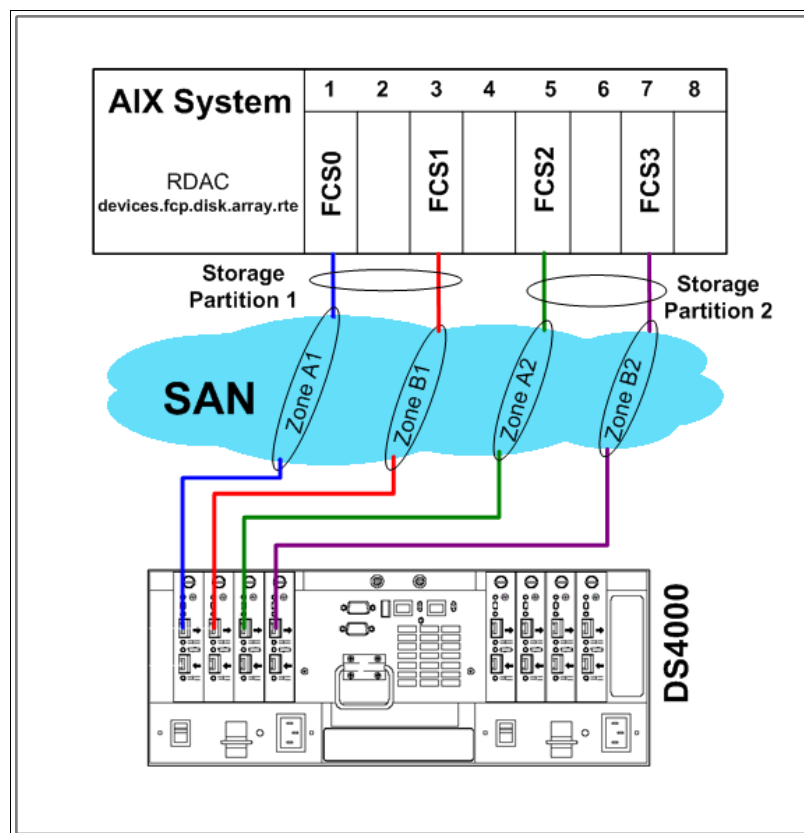 AIX System
RDAC
devices.fcp.disk.array.rte
1 2 3 4 5 6 7 8
FCS0
FCS1
FCS2
FCS3
Storage
Partition 1
Storage
Partition 2
SAN
Zone A1
Zone B1
Zone A2
Zone B2
DS4000